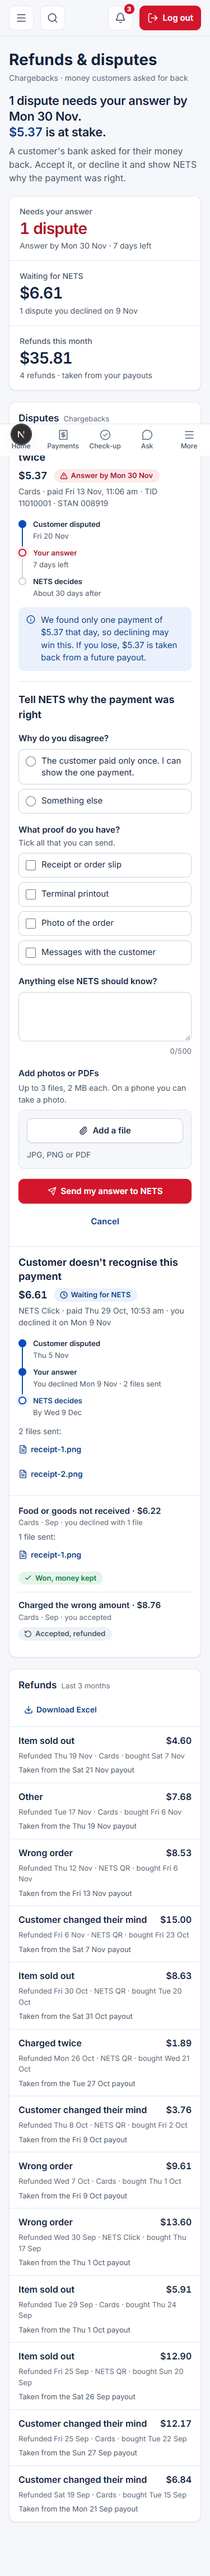 3
Log out
Refunds & disputes
Chargebacks · money customers asked for back
1 dispute needs your answer by
Mon 30 Nov.
$5.37 is at stake.
A customer's bank asked for their money
back. Accept it, or decline it and show NETS
why the payment was right.
Needs your answer
1 dispute
Answer by Mon 30 Nov · 7 days left
Waiting for NETS
$6.61
1 dispute you declined on 9 Nov
Refunds this month
$35.81
4 refunds · taken from your payouts
Disputes Chargebacks
N
Home
Payments
Check-up
Ask
More
twice
$5.37 Answer by Mon 30 Nov
Cards · paid Fri 13 Nov, 11:06 am · TID
11010001 · STAN 008919
Customer disputed
Fri 20 Nov
Your answer
7 days left
NETS decides
About 30 days after
We found only one payment of
$5.37 that day, so declining may
win this. If you lose, $5.37 is taken
back from a future payout.
Tell NETS why the payment was
right
Why do you disagree?
The customer paid only once. I can
show the one payment.
Something else
What proof do you have?
Tick all that you can send.
Receipt or order slip
Terminal printout
Photo of the order
Messages with the customer
Anything else NETS should know?
0/500
Add photos or PDFs
Up to 3 files, 2 MB each. On a phone you can
take a photo.
Add a file
JPG, PNG or PDF
Send my answer to NETS
Cancel
Customer doesn't recognise this
payment
$6.61 Waiting for NETS
NETS Click · paid Thu 29 Oct, 10:53 am · you
declined it on Mon 9 Nov
Customer disputed
Thu 5 Nov
Your answer
You declined Mon 9 Nov · 2 files sent
NETS decides
By Wed 9 Dec
2 files sent:
receipt-1.png
receipt-2.png
Food or goods not received · $6.22
Cards · Sep · you declined with 1 file
1 file sent:
receipt-1.png
Won, money kept
Charged the wrong amount · $8.76
Cards · Sep · you accepted
Accepted, refunded
Refunds Last 3 months
Download Excel
Item sold out $4.60
Refunded Thu 19 Nov · Cards · bought Sat 7 Nov
Taken from the Sat 21 Nov payout
Other $7.68
Refunded Tue 17 Nov · Cards · bought Fri 6 Nov
Taken from the Thu 19 Nov payout
Wrong order $8.53
Refunded Thu 12 Nov · NETS QR · bought Fri 6
Nov
Taken from the Fri 13 Nov payout
Customer changed their mind $15.00
Refunded Fri 6 Nov · NETS QR · bought Fri 23 Oct
Taken from the Sat 7 Nov payout
Item sold out $8.63
Refunded Fri 30 Oct · NETS QR · bought Tue 20
Oct
Taken from the Sat 31 Oct payout
Charged twice $1.89
Refunded Mon 26 Oct · NETS QR · bought Wed 21
Oct
Taken from the Tue 27 Oct payout
Customer changed their mind $3.76
Refunded Thu 8 Oct · NETS QR · bought Fri 2 Oct
Taken from the Fri 9 Oct payout
Wrong order $9.61
Refunded Wed 7 Oct · Cards · bought Thu 1 Oct
Taken from the Fri 9 Oct payout
Wrong order $13.60
Refunded Wed 30 Sep · NETS Click · bought Thu
17 Sep
Taken from the Thu 1 Oct payout
Item sold out $5.91
Refunded Tue 29 Sep · Cards · bought Thu 24
Sep
Taken from the Thu 1 Oct payout
Item sold out $12.90
Refunded Fri 25 Sep · NETS QR · bought Sun 20
Sep
Taken from the Sat 26 Sep payout
Customer changed their mind $12.17
Refunded Fri 25 Sep · Cards · bought Tue 22 Sep
Taken from the Sun 27 Sep payout
Customer changed their mind $6.84
Refunded Sat 19 Sep · Cards · bought Tue 15 Sep
Taken from the Mon 21 Sep payout